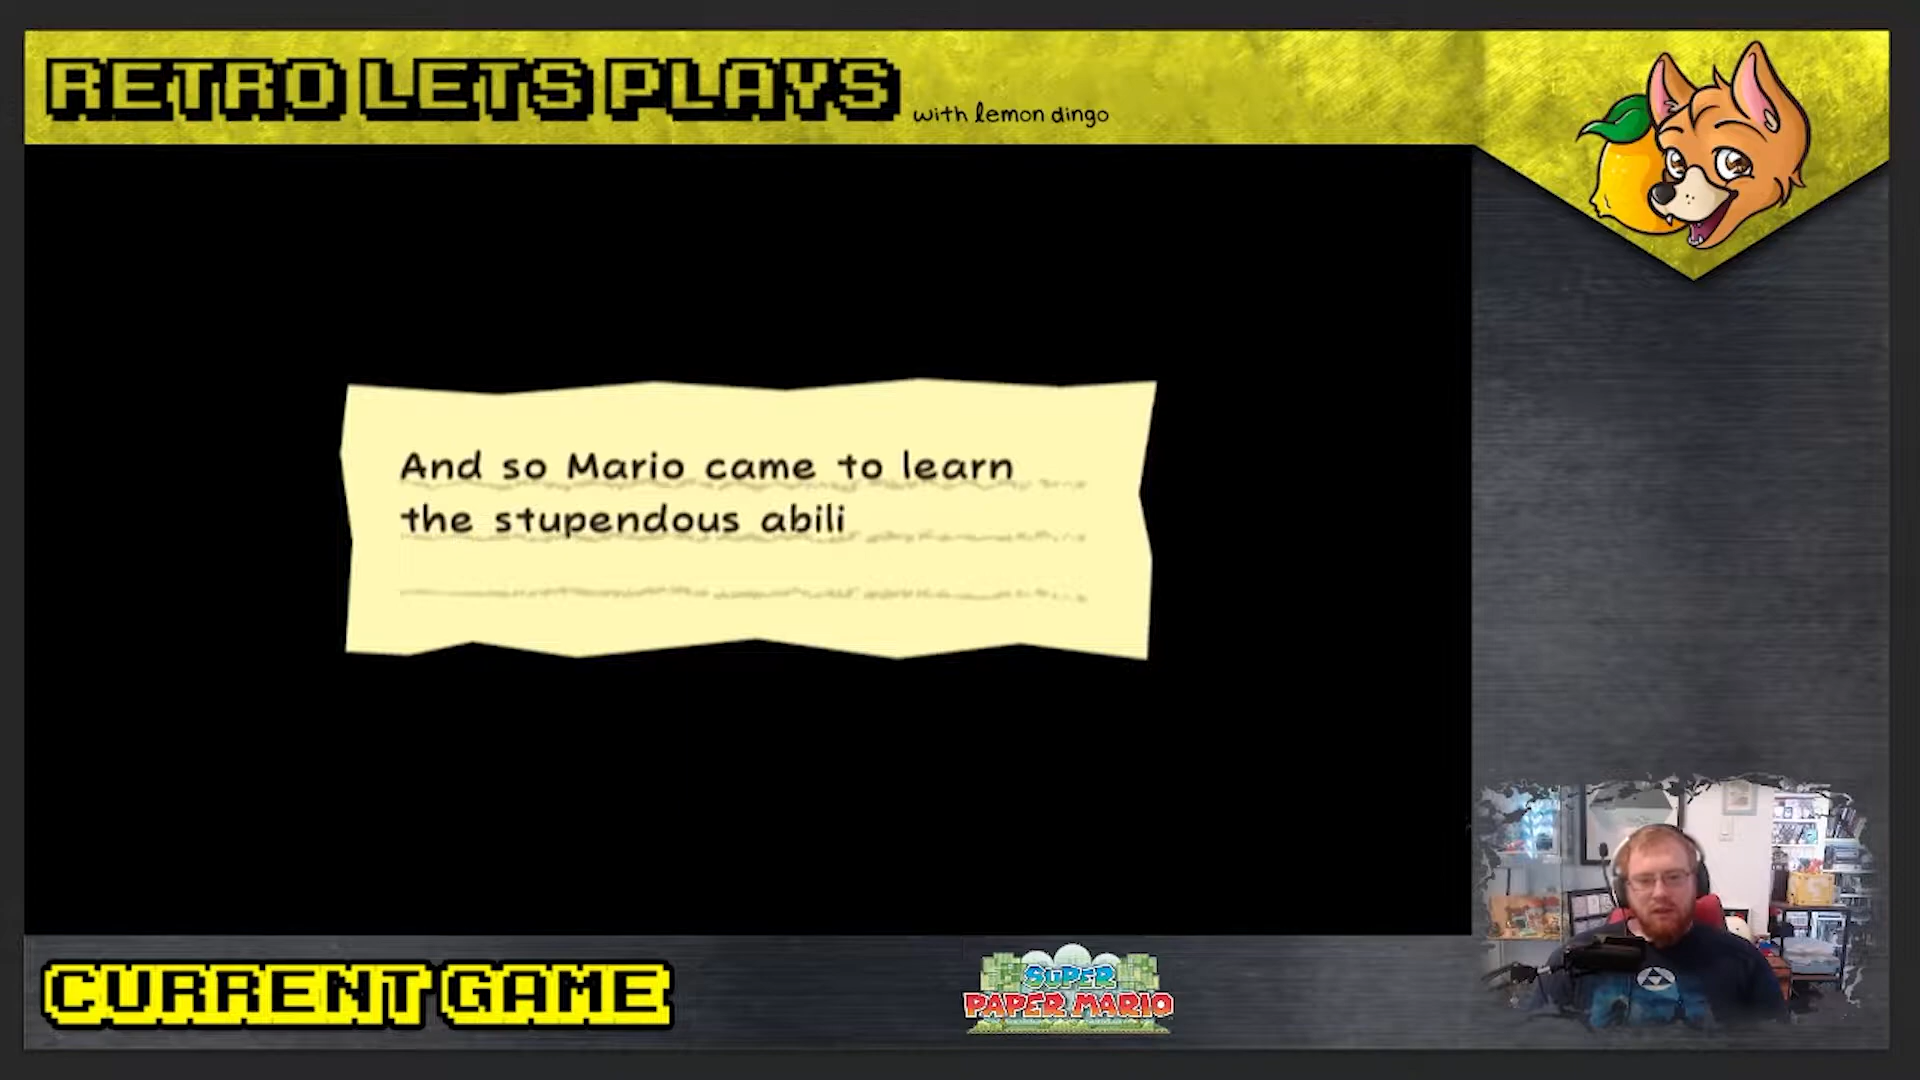 RETRO LETS PLAYS
with lemon dingo
And so Mario came to learn
the stupendous abili
CURRENT GAME
SUPER
PAPER MARIO